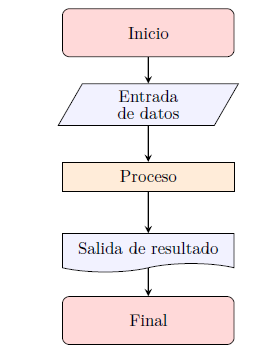 Inicio
Entrada
de datos
Proceso
Salida de resultado
Final